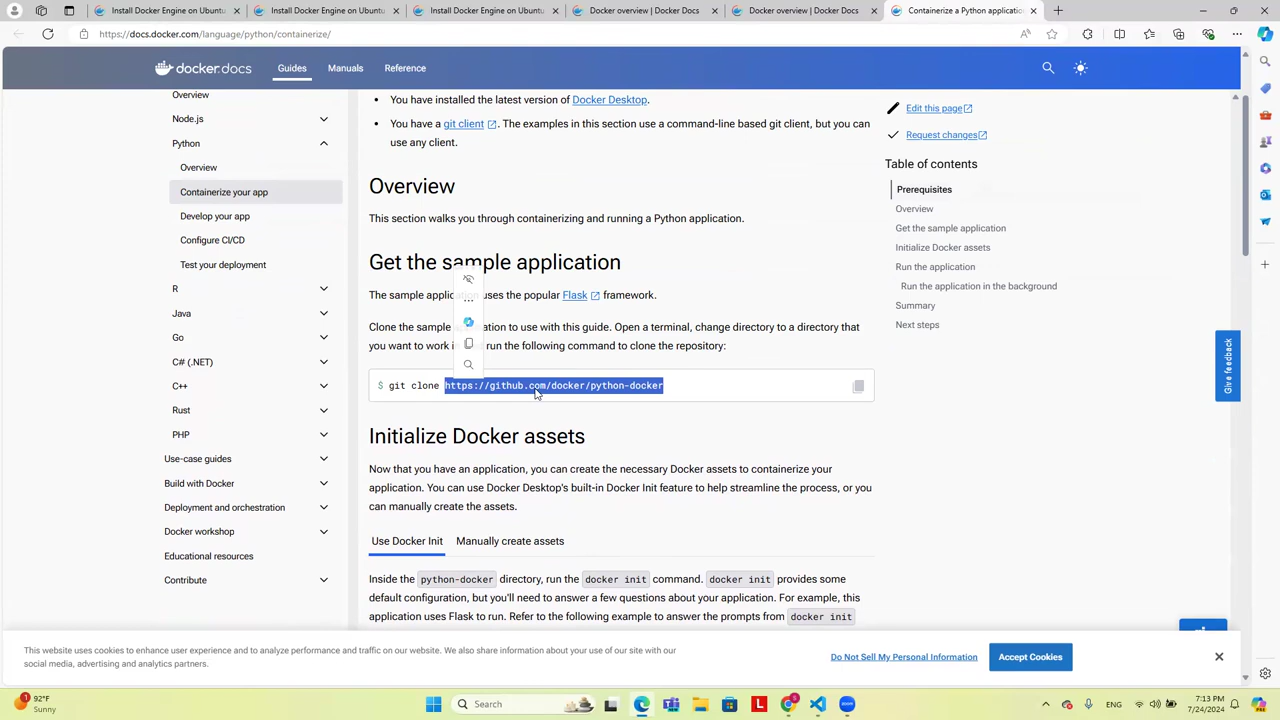 Install Docker Engine on Ubuntu
Install Docker Engine on Ubuntu
Install Docker Engine on Ubuntu
Docker overview | Docker Docs
Docker overview | Docker Docs
Containerize a Python application
https://docs.docker.com/language/python/containerize/
docker.docs
Guides
Manuals
Reference
Overview
Node.js
Python
Overview
Containerize your app
Develop your app
Configure CI/CD
Test your deployment
R
Java
Go
C# (.NET)
C++
Rust
PHP
Use-case guides
Build with Docker
Deployment and orchestration
Docker workshop
Educational resources
Contribute
• You have installed the latest version of Docker Desktop.
• You have a git client. The examples in this section use a command-line based git client, but you can
use any client.
Overview
This section walks you through containerizing and running a Python application.
Get the sample application
The sample application uses the popular Flask framework.
Clone the sample to use with this guide. Open a terminal, change directory to a directory that
you want to work run the following command to clone the repository:
$ git clone https://github.com/docker/python-docker
Initialize Docker assets
Now that you have an application, you can create the necessary Docker assets to containerize your
application. You can use Docker Desktop's built-in Docker Init feature to help streamline the process, or you
can manually create the assets.
Use Docker Init
Manually create assets
Inside the python-docker directory, run the docker init command. docker init provides some
default configuration, but you'll need to answer a few questions about your application. For example, this
application uses Flask to run. Refer to the following example to answer the prompts from docker init
Edit this page
Request changes
Table of contents
Prerequisites
Overview
Get the sample application
Initialize Docker assets
Run the application
Run the application in the background
Summary
Next steps
Give feedback
This website uses cookies to enhance user experience and to analyze performance and traffic on our website. We also share information about your use of our site with our
social media, advertising and analytics partners.
Do Not Sell My Personal Information
Accept Cookies
1
92°F
Sunny
Search
ENG
7:13 PM
7/24/2024